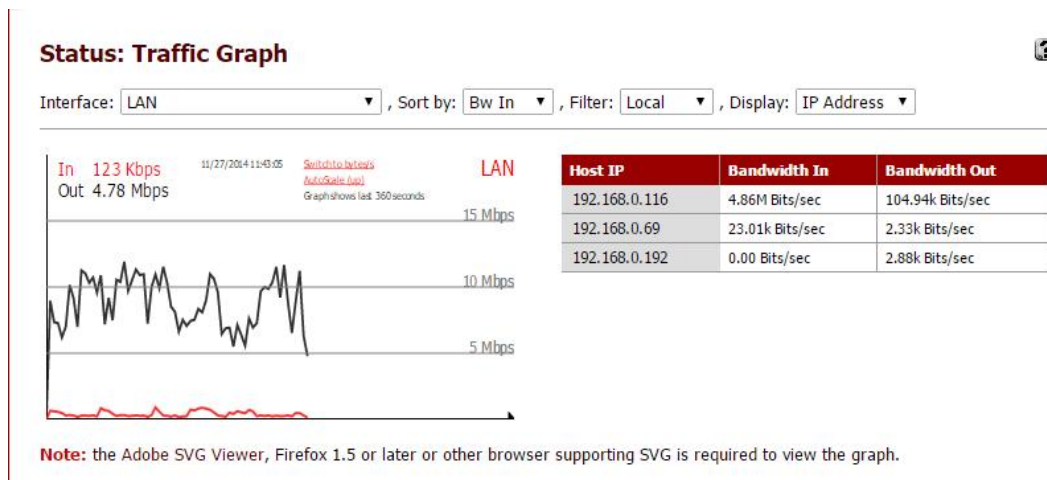 Status: Traffic Graph
?
Interface: LAN , Sort by: Bw In , Filter: Local , Display: IP Address
In 123 Kbps 11/27/2014 11:43:05 Switch to bytes/s LAN
Out 4.78 Mbps AutoScale (up)
Graph shows last 360 seconds
15 Mbps
10 Mbps
5 Mbps
Host IP Bandwidth In Bandwidth Out
192.168.0.116 4.86M Bits/sec 104.94k Bits/sec
192.168.0.69 23.01k Bits/sec 2.33k Bits/sec
192.168.0.192 0.00 Bits/sec 2.88k Bits/sec
Note: the Adobe SVG Viewer, Firefox 1.5 or later or other browser supporting SVG is required to view the graph.